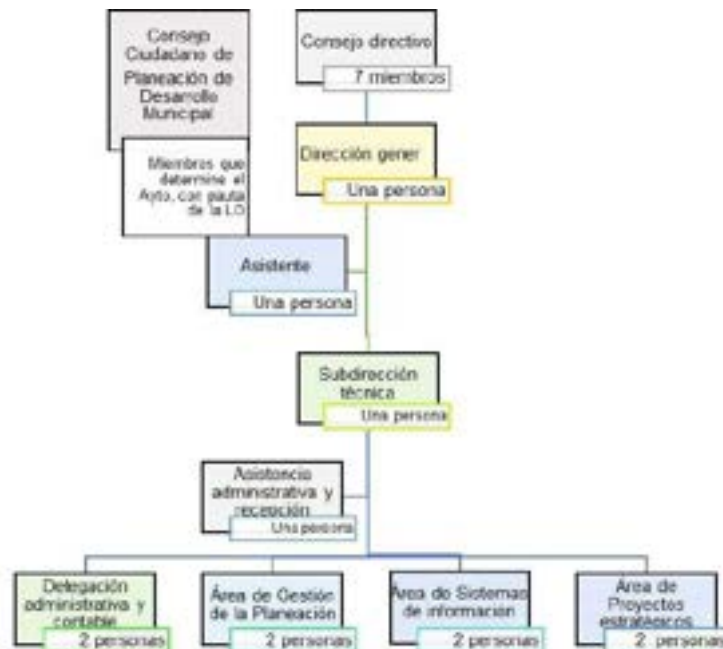 Consejo
Ciudadano de
Planeación de
Desarrollo
Municipal
Miembros que
determine el
Ayto. con pauta
de la LO
Consejo directivo
7 miembros
Dirección gener
Una persona
Asistente
Una persona
Subdirección
técnica
Una persona
Asistencia
administrativa y
recepción
Una persona
Delegación
administrativa y
contable
2 personas
Área de Gestión
de la Planeación
2 personas
Área de Sistemas
de información
2 personas
Área de
Proyectos
estratégicos
2 personas